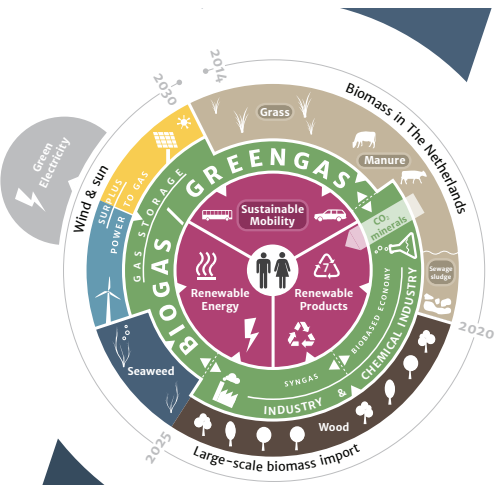 2014
2030
Green
Electricity
Wind & sun
SURPLUS
POWER TO GAS
GAS STORAGE
BIOGAS / GREENGAS
Grass
Biomass in The Netherlands
Manure
CO₂
minerals
Sewage
sludge
Sustainable
Mobility
Renewable
Energy
Renewable
Products
7
BIOBASED ECONOMY
CHEMICAL INDUSTRY
SYNGAS
INDUSTRY &
2020
Seaweed
Wood
2025
Large-scale biomass import